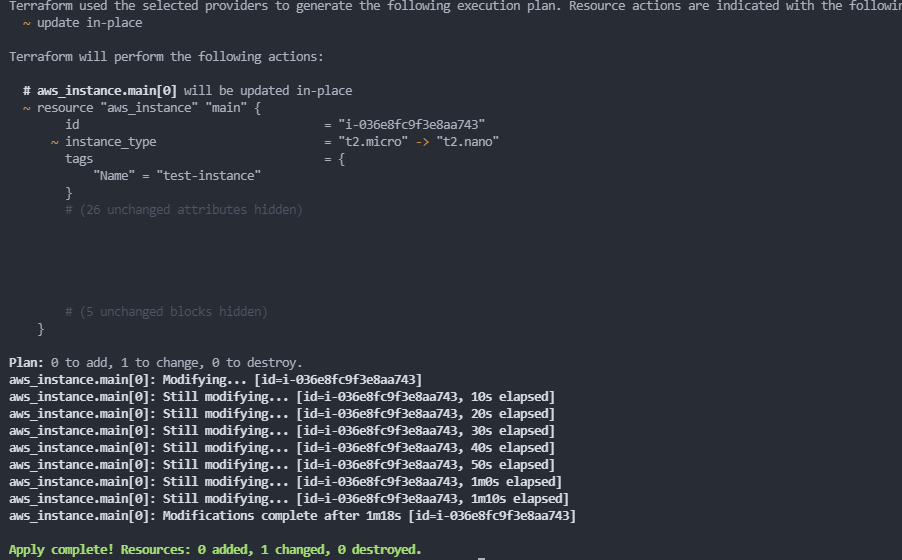 Terraform used the selected providers to generate the following execution plan. Resource actions are indicated with the
~ update in-place
Terraform will perform the following actions:
# aws_instance.main[0] will be updated in-place
~ resource "aws_instance" "main" {
id = "i-036e8fc9f3e8aa743"
~ instance_type = "t2.micro" -> "t2.nano"
tags = {
"Name" = "test-instance"
}
# (26 unchanged attributes hidden)
# (5 unchanged blocks hidden)
}
Plan: 0 to add, 1 to change, 0 to destroy.
aws_instance.main[0]: Modifying... [id=i-036e8fc9f3e8aa743]
aws_instance.main[0]: Still modifying... [id=i-036e8fc9f3e8aa743, 10s elapsed]
aws_instance.main[0]: Still modifying... [id=i-036e8fc9f3e8aa743, 20s elapsed]
aws_instance.main[0]: Still modifying... [id=i-036e8fc9f3e8aa743, 30s elapsed]
aws_instance.main[0]: Still modifying... [id=i-036e8fc9f3e8aa743, 40s elapsed]
aws_instance.main[0]: Still modifying... [id=i-036e8fc9f3e8aa743, 50s elapsed]
aws_instance.main[0]: Still modifying... [id=i-036e8fc9f3e8aa743, 1m0s elapsed]
aws_instance.main[0]: Still modifying... [id=i-036e8fc9f3e8aa743, 1m10s elapsed]
aws_instance.main[0]: Modifications complete after 1m18s [id=i-036e8fc9f3e8aa743]
Apply complete! Resources: 0 added, 1 changed, 0 destroyed.